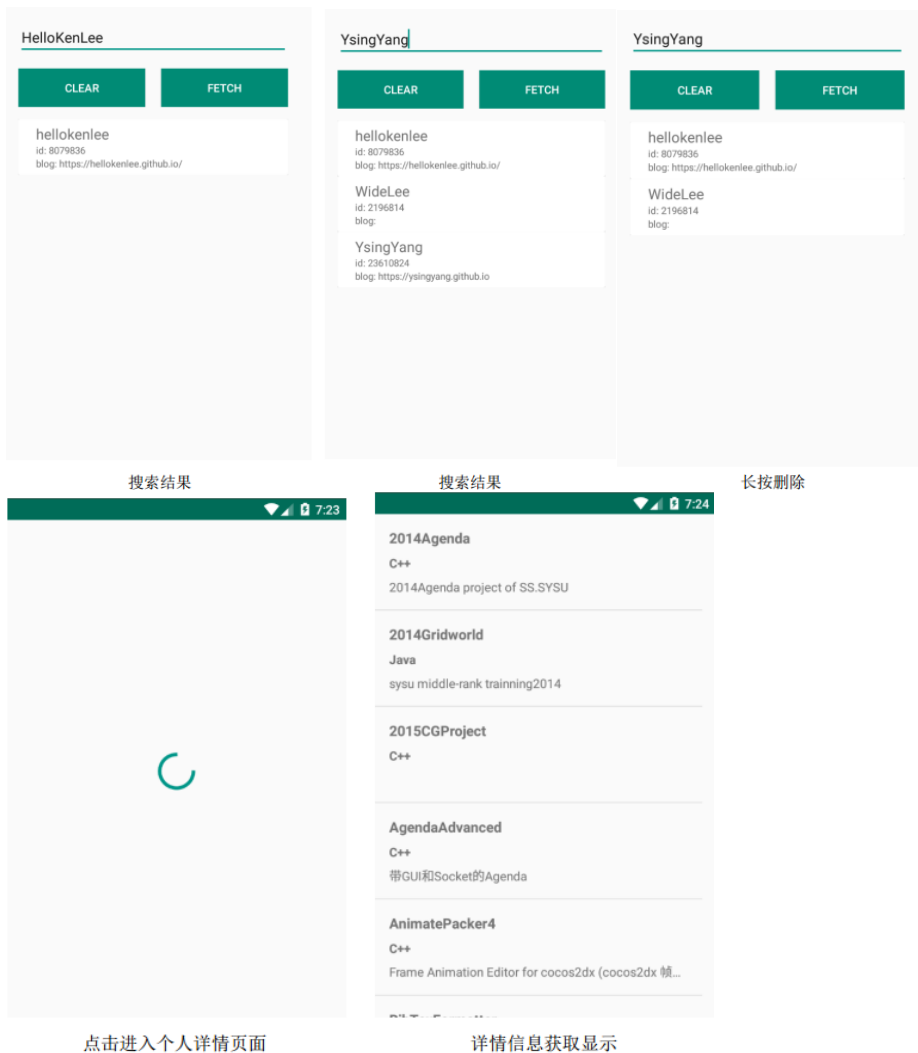 HelloKenLee
CLEAR
FETCH
hellokenlee
id: 8079836
blog: https://hellokenlee.github.io/
搜索结果
YsingYang
CLEAR
FETCH
hellokenlee
id: 8079836
blog: https://hellokenlee.github.io/
WideLee
id: 2196814
blog:
YsingYang
id: 23610824
blog: https://ysingyang.github.io
搜索结果
YsingYang
CLEAR
FETCH
hellokenlee
id: 8079836
blog: https://hellokenlee.github.io/
WideLee
id: 2196814
blog:
长按删除
7:23
点击进入个人详情页面
7:24
2014Agenda
C++
2014Agenda project of SS.SYSU
2014Gridworld
Java
sysu middle-rank trainning2014
2015CGProject
C++
AgendaAdvanced
C++
带GUI和Socket的Agenda
AnimatePacker4
C++
Frame Animation Editor for cocos2dx (cocos2dx 帧...
详情信息获取显示